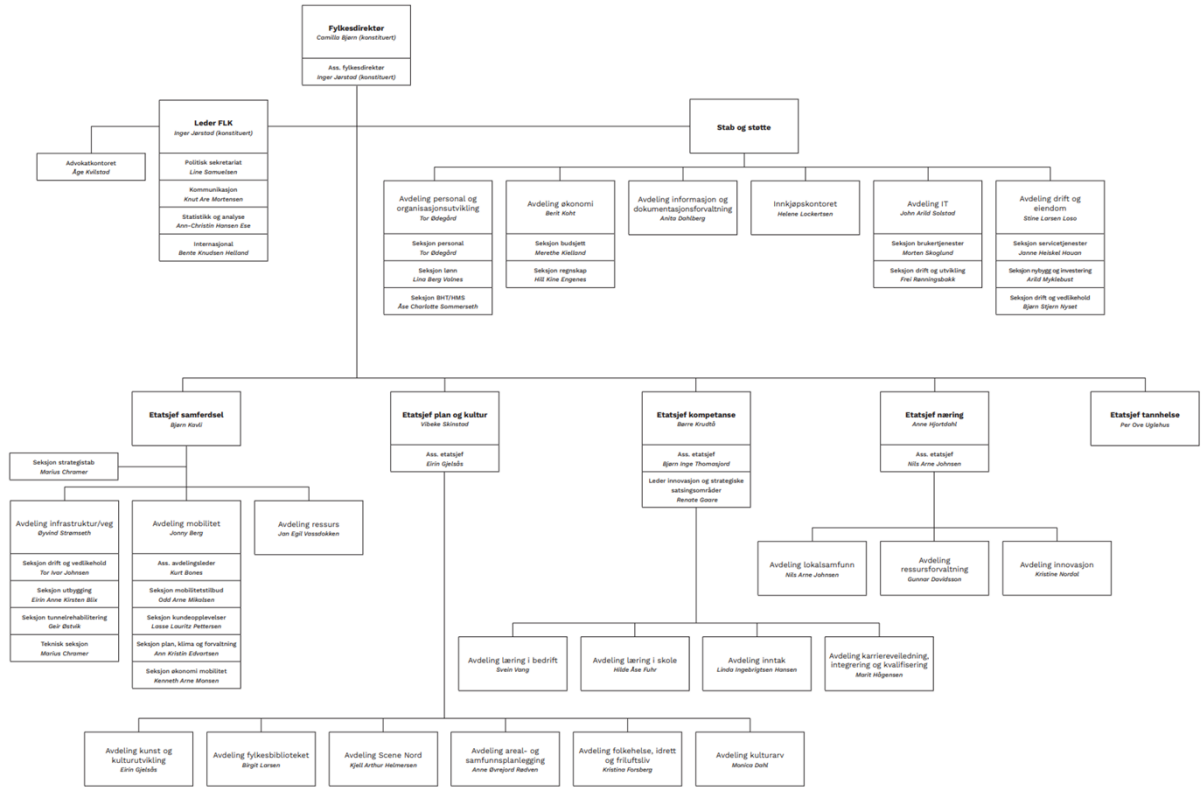 Fylkesdirektør
Camilla Bjørn (konstituert)
Ass. fylkesdirektør
Inger Jørstad (konstituert)
Leder FLK
Inger Jørstad (konstituert)
Politisk sekretariat
Line Samuelsen
Kommunikasjon
Knut Are Mortensen
Statistikk og analyse
Ann-Christin Hansen Ese
Internasjonal
Bente Knudsen Helland
Advokatkontoret
Åge Kvilstad
Stab og støtte
Avdeling personal og
organisasjonsutvikling
Tor Ødegård
Seksjon personal
Tor Ødegård
Seksjon lønn
Lina Berg Valnes
Seksjon BHT/HMS
Åse Charlotte Sommerseth
Avdeling økonomi
Berit Koht
Seksjon budsjett
Merethe Kielland
Seksjon regnskap
Hill Kine Engenes
Avdeling informasjon og
dokumentasjonsforvaltning
Anita Dahlberg
Innkjøpskontoret
Helene Lockertsen
Avdeling IT
John Arild Solstad
Seksjon brukertjenester
Morten Skoglund
Seksjon drift og utvikling
Frei Rønningsbakk
Avdeling drift og
eiendom
Stine Larsen Loso
Seksjon servicetjenester
Janne Heiskel Hauan
Seksjon nybygg og investering
Arild Myklebust
Seksjon drift og vedlikehold
Bjørn Stjern Nyset
Etatsjef samferdsel
Bjørn Kavli
Seksjon strategistab
Marius Chramer
Avdeling infrastruktur/veg
Øyvind Strømseth
Seksjon drift og vedlikehold
Tor Ivar Johnsen
Seksjon utbygging
Eirin Anne Kirsten Blix
Seksjon tunnelrehabilitering
Geir Østvik
Teknisk seksjon
Marius Chramer
Avdeling mobilitet
Jonny Berg
Ass. avdelingsleder
Kurt Bones
Seksjon mobilitetstilbud
Odd Arne Mikalsen
Seksjon kundeopplevelser
Lasse Lauritz Pettersen
Seksjon plan, klima og forvaltning
Ann Kristin Edvartsen
Seksjon økonomi mobilitet
Kenneth Arne Monsen
Avdeling ressurs
Jan Egil Vassdokken
Etatsjef plan og kultur
Vibeke Skinstad
Ass. etatsjef
Eirin Gjelsås
Etatsjef kompetanse
Børre Krudtå
Ass. etatsjef
Bjørn Inge Thomasjord
Leder innovasjon og strategiske
satsingsområder
Renate Gaare
Etatsjef næring
Anne Hjortdahl
Ass. etatsjef
Nils Arne Johnsen
Etatsjef tannhelse
Per Ove Uglehus
Avdeling lokalsamfunn
Nils Arne Johnsen
Avdeling
ressursforvaltning
Gunnar Davidsson
Avdeling innovasjon
Kristine Nordal
Avdeling læring i bedrift
Svein Vang
Avdeling læring i skole
Hilde Åse Fuhr
Avdeling inntak
Linda Ingebrigtsen Hansen
Avdeling karriereveiledning,
integrering og kvalifisering
Marit Hågensen
Avdeling kunst og
kulturutvikling
Eirin Gjelsås
Avdeling fylkesbiblioteket
Birgit Larsen
Avdeling Scene Nord
Kjell Arthur Helmersen
Avdeling areal- og
samfunnsplanlegging
Anne Øvrejord Rødven
Avdeling folkehelse, idrett
og friluftsliv
Kristina Forsberg
Avdeling kulturarv
Monica Dahl